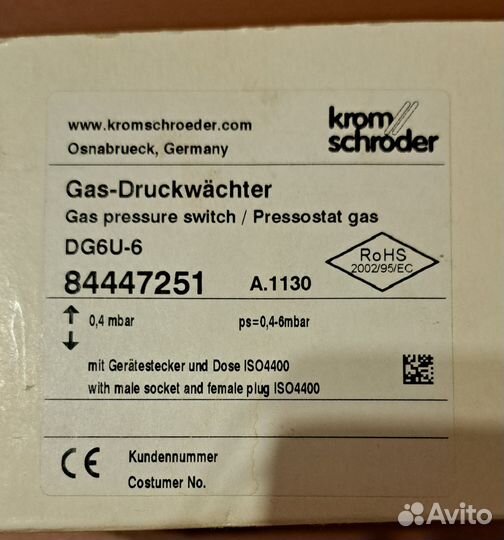 www.kromschroeder.com
Osnabrueck, Germany
krom
schroder
Gas-Druckwächter
Gas pressure switch / Pressostat gas
DG6U-6
84447251 A.1130
RoHS
2002/95/EC
0,4 mbar ps=0,4-6mbar
mit Gerätestecker und Dose ISO4400
with male socket and female plug ISO4400
CE
Kundennummer
Costumer No.
Avito